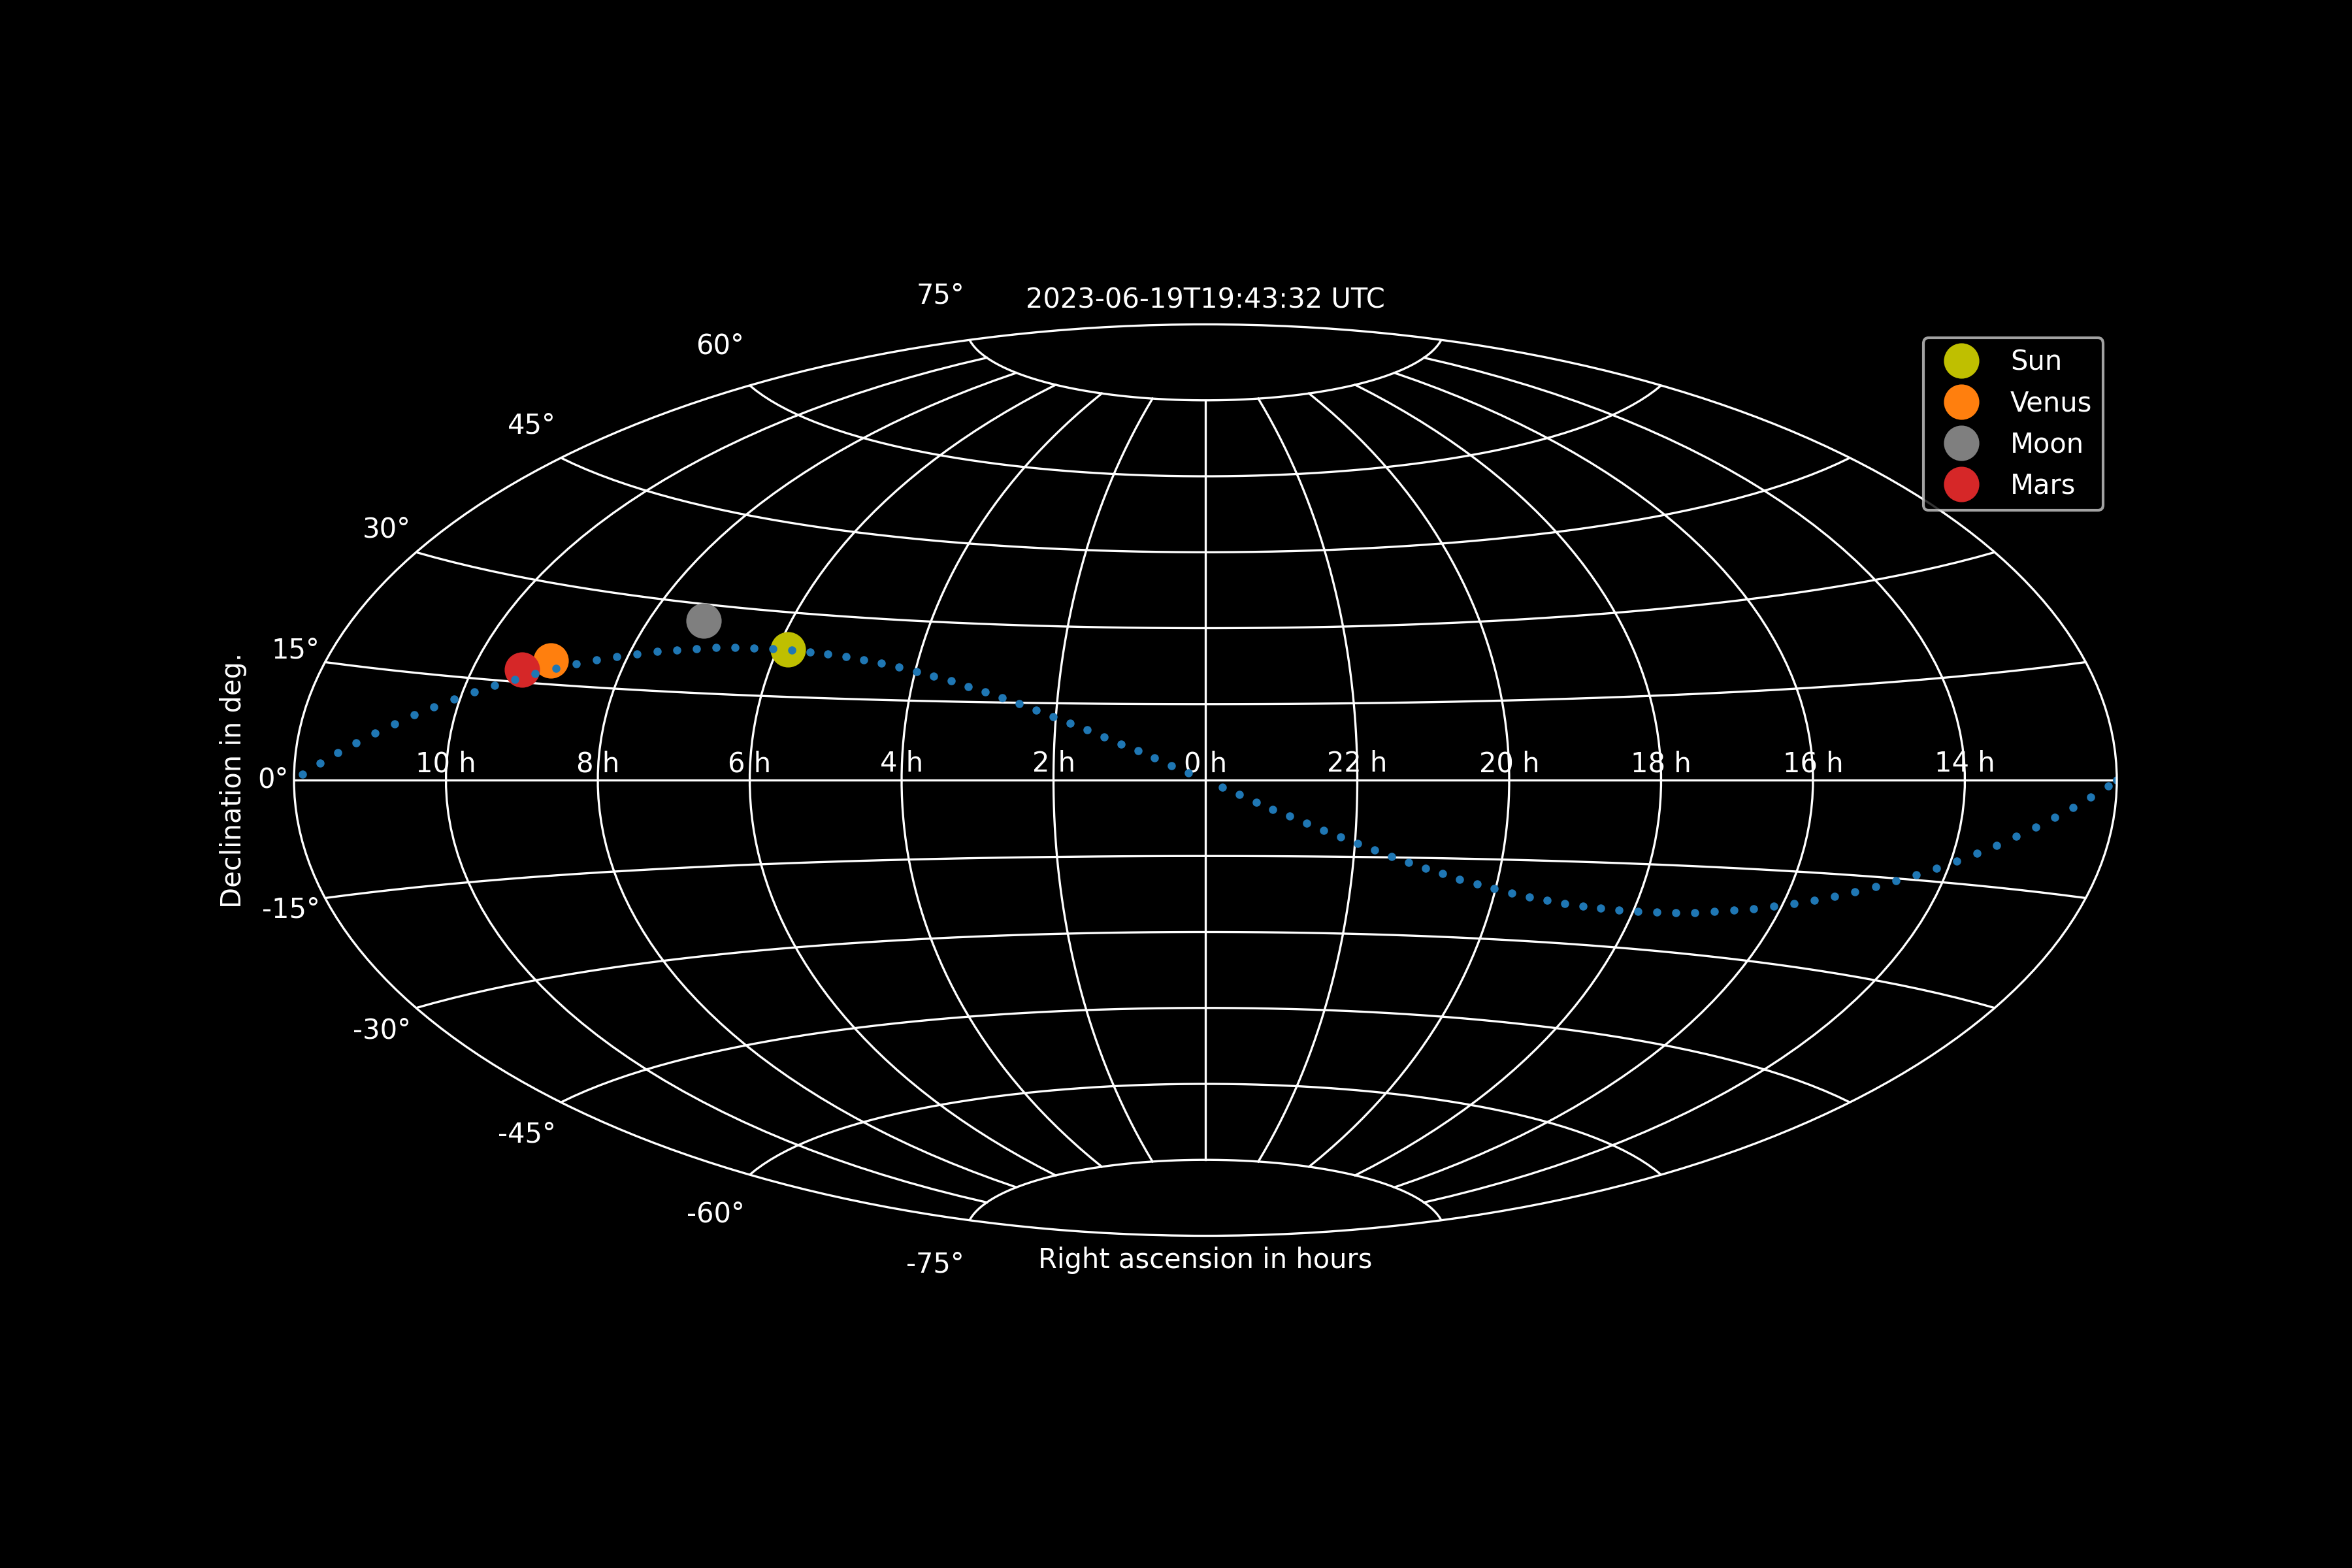 2023-06-19T19:43:32 UTC
75°
60°
45°
30°
15°
0°
-15°
-30°
-45°
-60°
-75°
Declination in deg.
10 h
8 h
6 h
4 h
2 h
0 h
22 h
20 h
18 h
16 h
14 h
Right ascension in hours
Sun
Venus
Moon
Mars